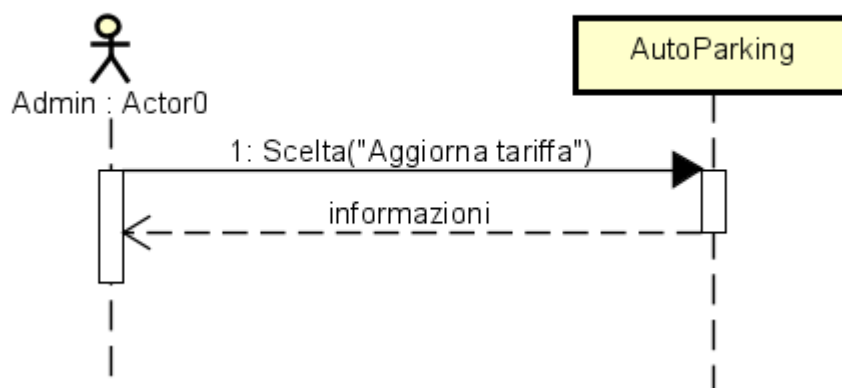 AutoParking
Admin : Actor0
1: Scelta("Aggiorna tariffa")
informazioni